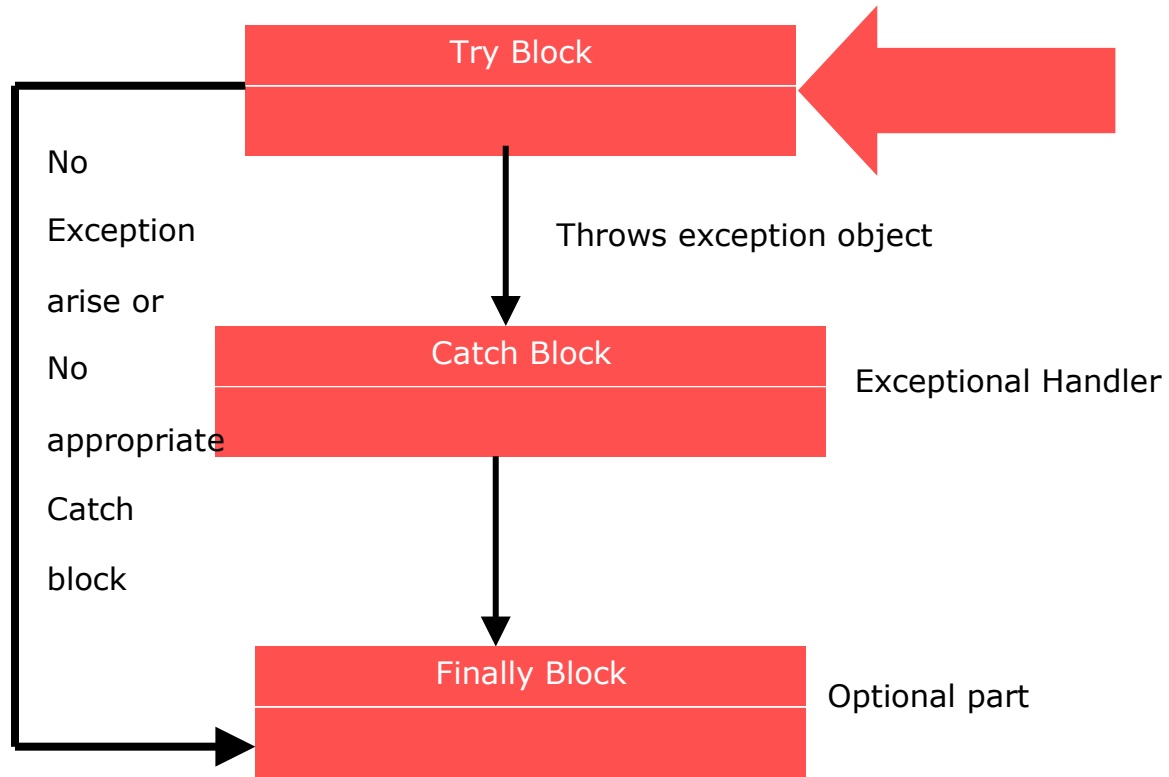 Try Block
No
Exception
arise or
No
appropriate
Catch
block
Throws exception object
Catch Block
Exceptional Handler
Finally Block
Optional part